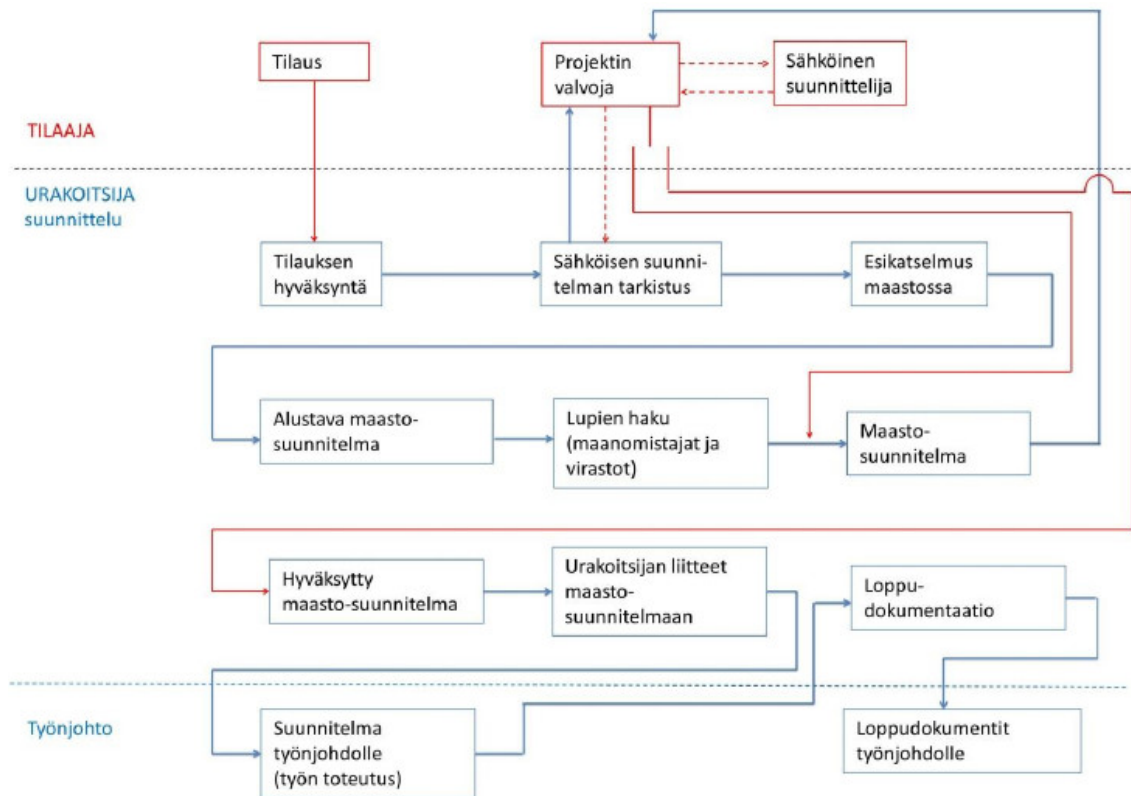 Tilaus
Projektin
valvoja
Sähköinen
suunnittelija
TILAAJA
URAKOITSIJA
suunnittelu
Tilauksen
hyväksyntä
Sähköisen suunni-
telman tarkistus
Esikatselmus
maastossa
Alustava maasto-
suunnitelma
Lupien haku
(maanomistajat ja
virastot)
Maasto-
suunnitelma
Hyväksytty
maasto-suunnitelma
Urakoitsijan liitteet
maasto-
suunnitelmaan
Loppu-
dokumentaatio
Työnjohto
Suunnitelma
työnjohdolle
(työn toteutus)
Loppudokumentit
työnjohdolle